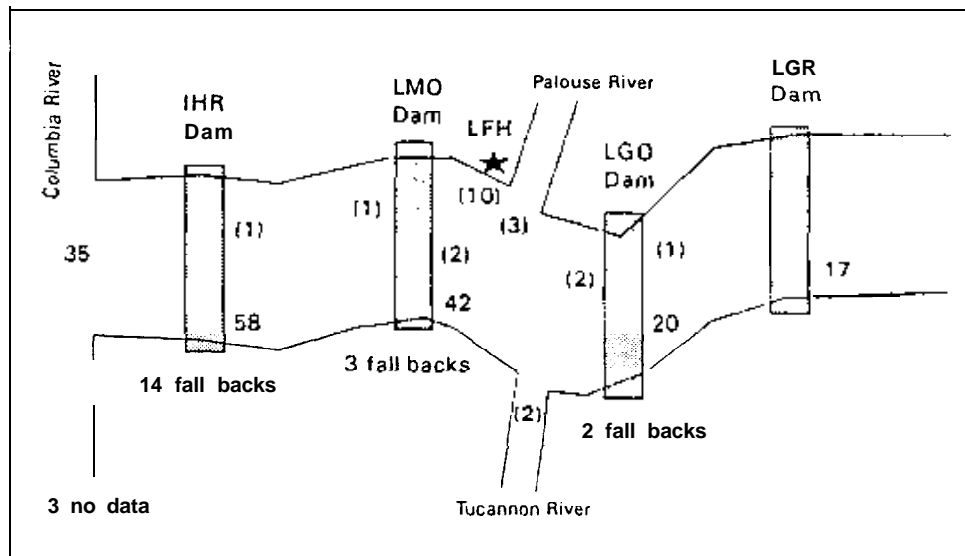 LGR
Dam
Palouse River
LMO
Dam
IHR
Dam
LFH
Columbia River
LGO
Dam
(10)
(1)
(1)
(3)
(1)
35
(2)
(2)
17
42
58
20
3 fall backs
14 fall backs
(2)
2 fall backs
3 no data
Tucannon River